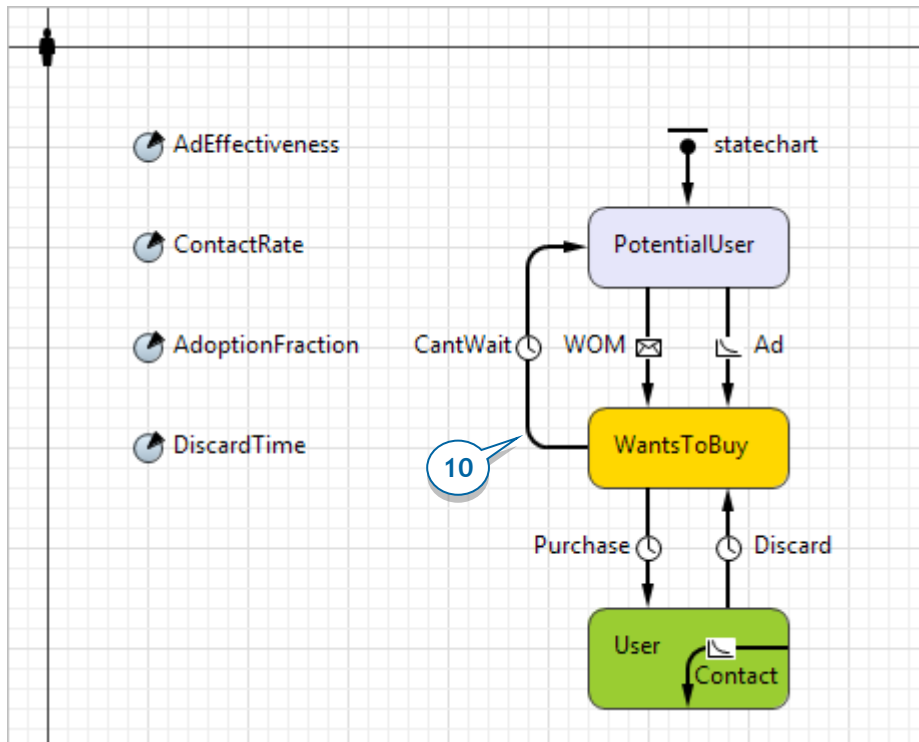 AdEffectiveness
statechart
ContactRate
PotentialUser
AdoptionFraction
CantWait
WOM
Ad
DiscardTime
WantsToBuy
10
Purchase
Discard
User
Contact